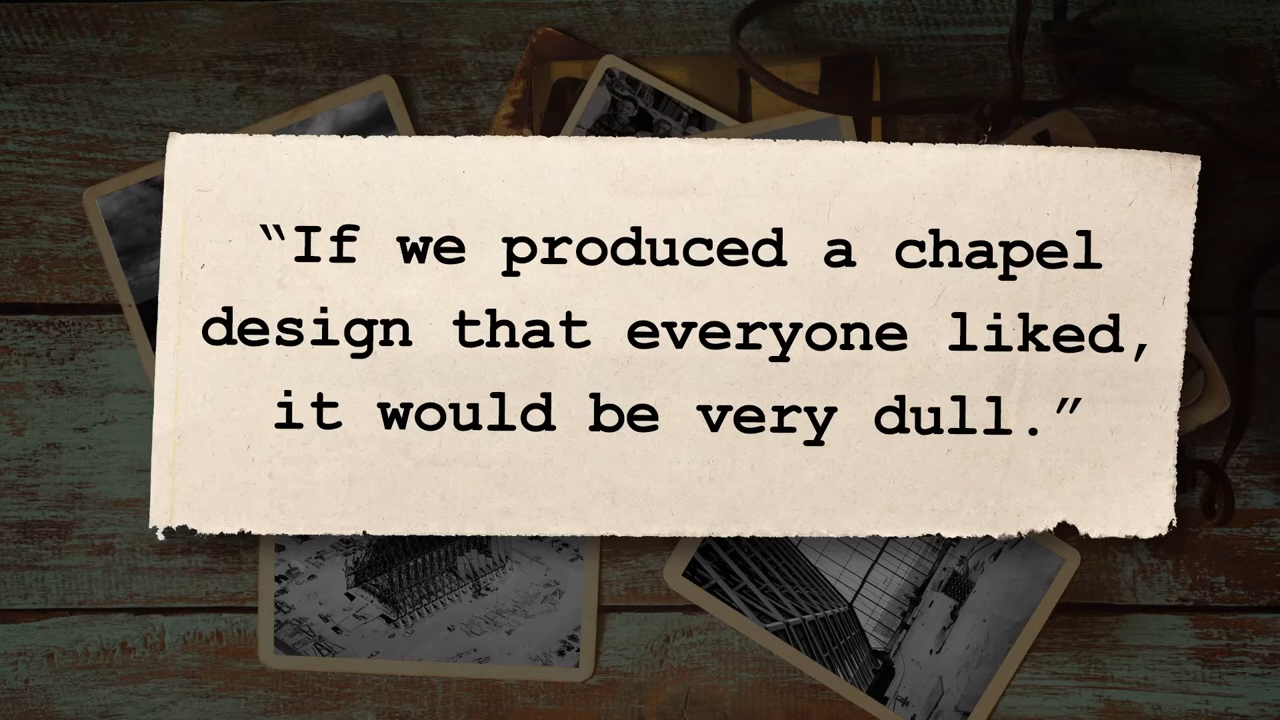 “If we produced a chapel
design that everyone liked,
it would be very dull.”